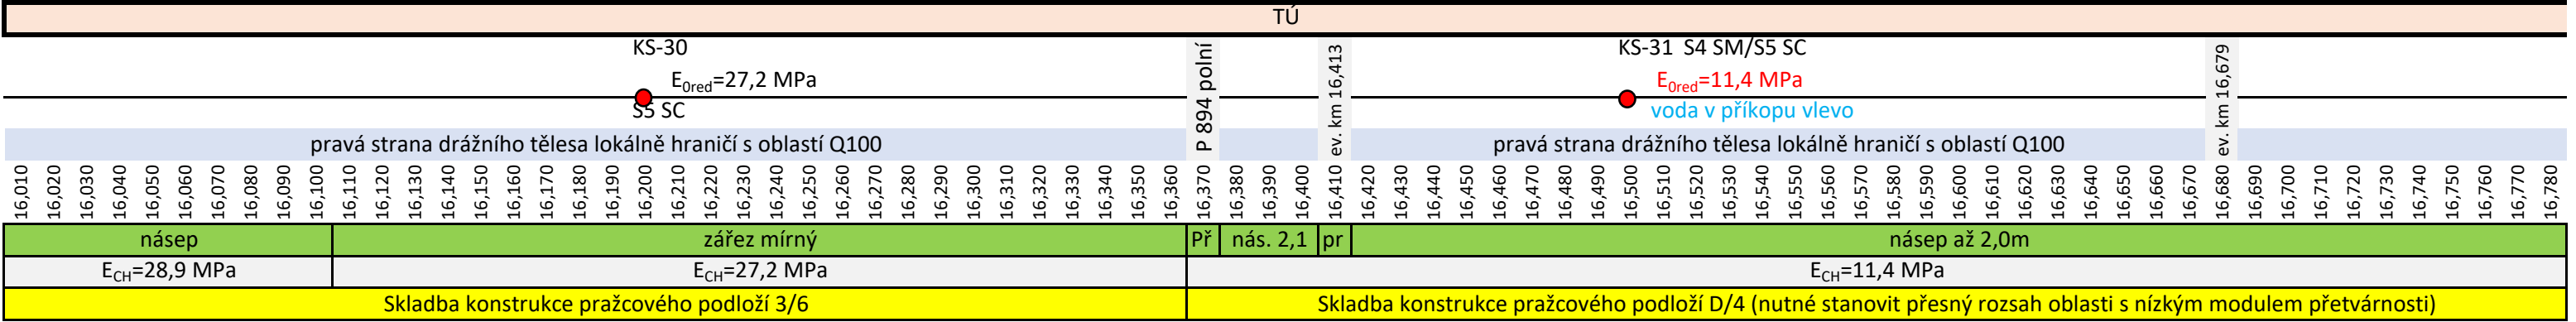 TÚ
KS-30
KS-31 S4 SM/S5 SC
E0red=27,2 MPa
E0red=11,4 MPa
S5 SC
voda v příkopu vlevo
P 894 polní
ev. km 16,413
ev. km 16,679
pravá strana drážního tělesa lokálně hraničí s oblastí Q100
pravá strana drážního tělesa lokálně hraničí s oblastí Q100
16,010 16,020 16,030 16,040 16,050 16,060 16,070 16,080 16,090 16,100 16,110 16,120 16,130 16,140 16,150 16,160 16,170 16,180 16,190 16,200 16,210 16,220 16,230 16,240 16,250 16,260 16,270 16,280 16,290 16,300 16,310 16,320 16,330 16,340 16,350 16,360 16,370 16,380 16,390 16,400 16,410 16,420 16,430 16,440 16,450 16,460 16,470 16,480 16,490 16,500 16,510 16,520 16,530 16,540 16,550 16,560 16,570 16,580 16,590 16,600 16,610 16,620 16,630 16,640 16,650 16,660 16,670 16,680 16,690 16,700 16,710 16,720 16,730 16,740 16,750 16,760 16,770 16,780
násep zářez mírný Př nás. 2,1 pr násep až 2,0m
ECH=28,9 MPa ECH=27,2 MPa ECH=11,4 MPa
Skladba konstrukce pražcového podloží 3/6 Skladba konstrukce pražcového podloží D/4 (nutné stanovit přesný rozsah oblasti s nízkým modulem přetvárnosti)